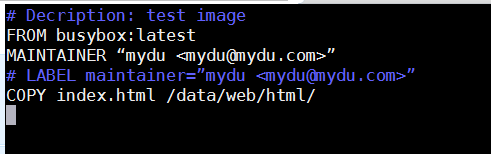 # Decription: test image
FROM busybox:latest
MAINTAINER “mydu <mydu@mydu.com>”
# LABEL maintainer=”mydu <mydu@mydu.com>”
COPY index.html /data/web/html/